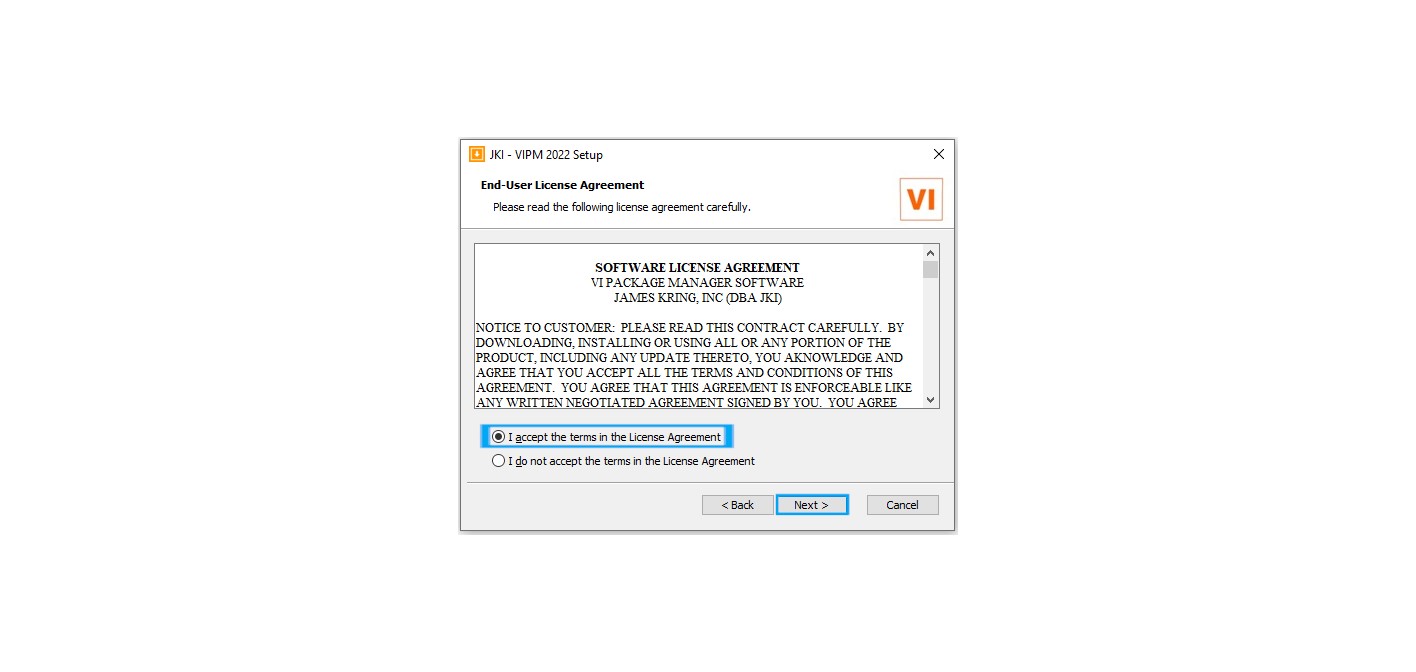 JKI - VIPM 2022 Setup
End-User License Agreement
Please read the following license agreement carefully.
VI
SOFTWARE LICENSE AGREEMENT
VI PACKAGE MANAGER SOFTWARE
JAMES KRING, INC (DBA JKI)
NOTICE TO CUSTOMER:  PLEASE READ THIS CONTRACT CAREFULLY.  BY
DOWNLOADING, INSTALLING OR USING ALL OR ANY PORTION OF THE
PRODUCT, INCLUDING ANY UPDATE THERETO, YOU AKNOWLEDGE AND
AGREE THAT YOU ACCEPT ALL THE TERMS AND CONDITIONS OF THIS
AGREEMENT.  YOU AGREE THAT THIS AGREEMENT IS ENFORCEABLE LIKE
ANY WRITTEN NEGOTIATED AGREEMENT SIGNED BY YOU.  YOU AGREE
I accept the terms in the License Agreement
I do not accept the terms in the License Agreement
< Back
Next >
Cancel